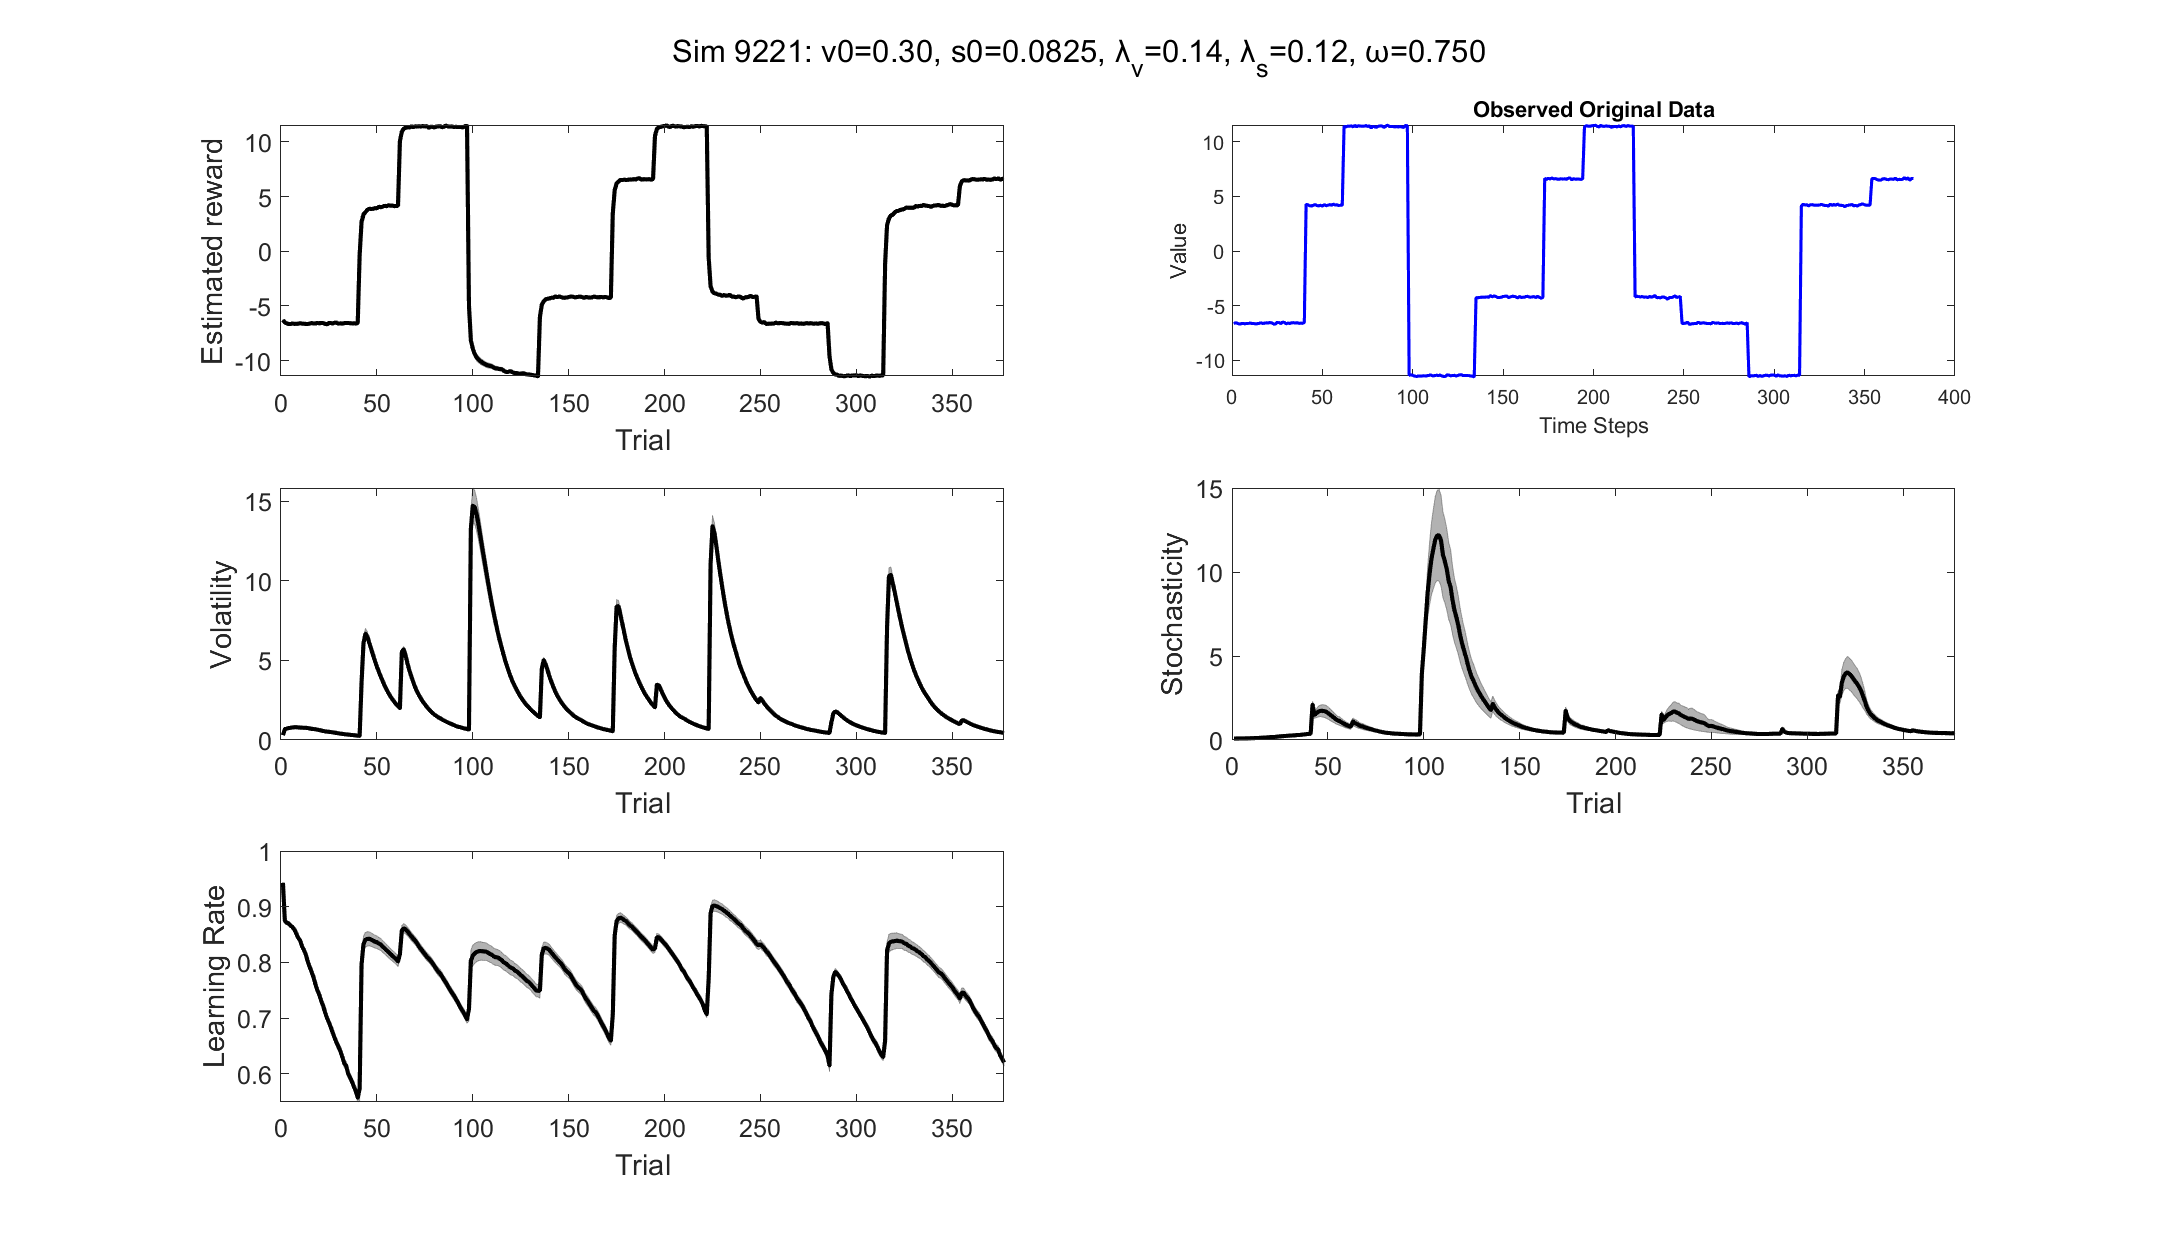 Sim 9221: v0=0.30, s0=0.0825, λ_v=0.14, λ_s=0.12, ω=0.750
Estimated reward
10
5
0
-5
-10
0 50 100 150 200 250 300 350
Trial
Observed Original Data
Value
10
5
0
-5
-10
0 50 100 150 200 250 300 350 400
Time Steps
Volatility
15
10
5
0
0 50 100 150 200 250 300 350
Trial
Stochasticity
15
10
5
0
0 50 100 150 200 250 300 350
Trial
Learning Rate
1
0.9
0.8
0.7
0.6
0 50 100 150 200 250 300 350
Trial